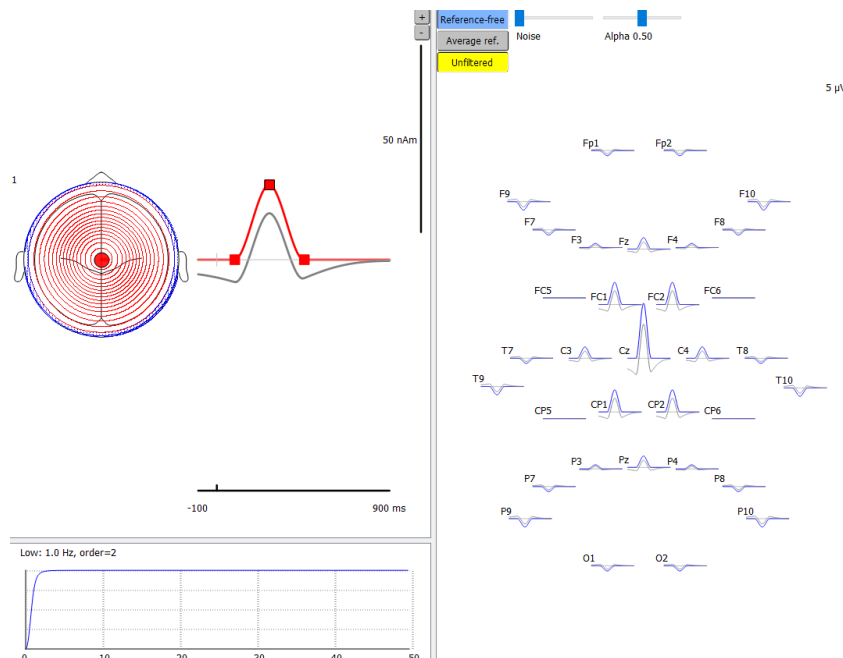 +
-
Reference-free
Average ref.
Unfiltered
Noise
Alpha 0.50
5 µV
50 nAm
1
-100
900 ms
Fp1
Fp2
F9
F10
F7
F8
F3
Fz
F4
FC5
FC1
FC2
FC6
T7
C3
Cz
C4
T8
T9
T10
CP5
CP1
CP2
CP6
P3
Pz
P4
P7
P8
P9
P10
O1
O2
Low: 1.0 Hz, order=2
0
10
20
30
40
50